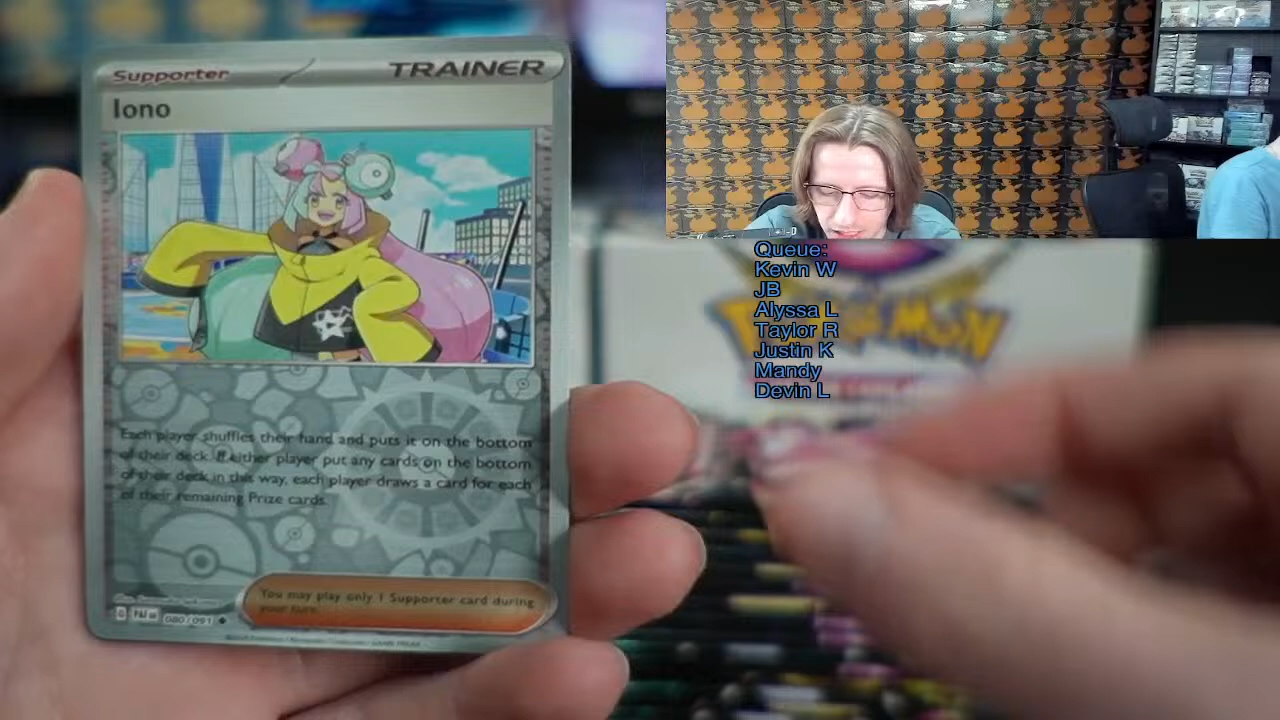 Supporter
TRAINER
Iono
Each player shuffles their hand and puts it on the bottom
of their deck. If either player put any cards on the bottom
of their deck in this way, each player draws a card for each
of their remaining Prize cards.
You may play only 1 Supporter card during
your turn.
080/091
Queue:
Kevin W
JB
Alyssa L
Taylor R
Justin K
Mandy
Devin L
POKéMON